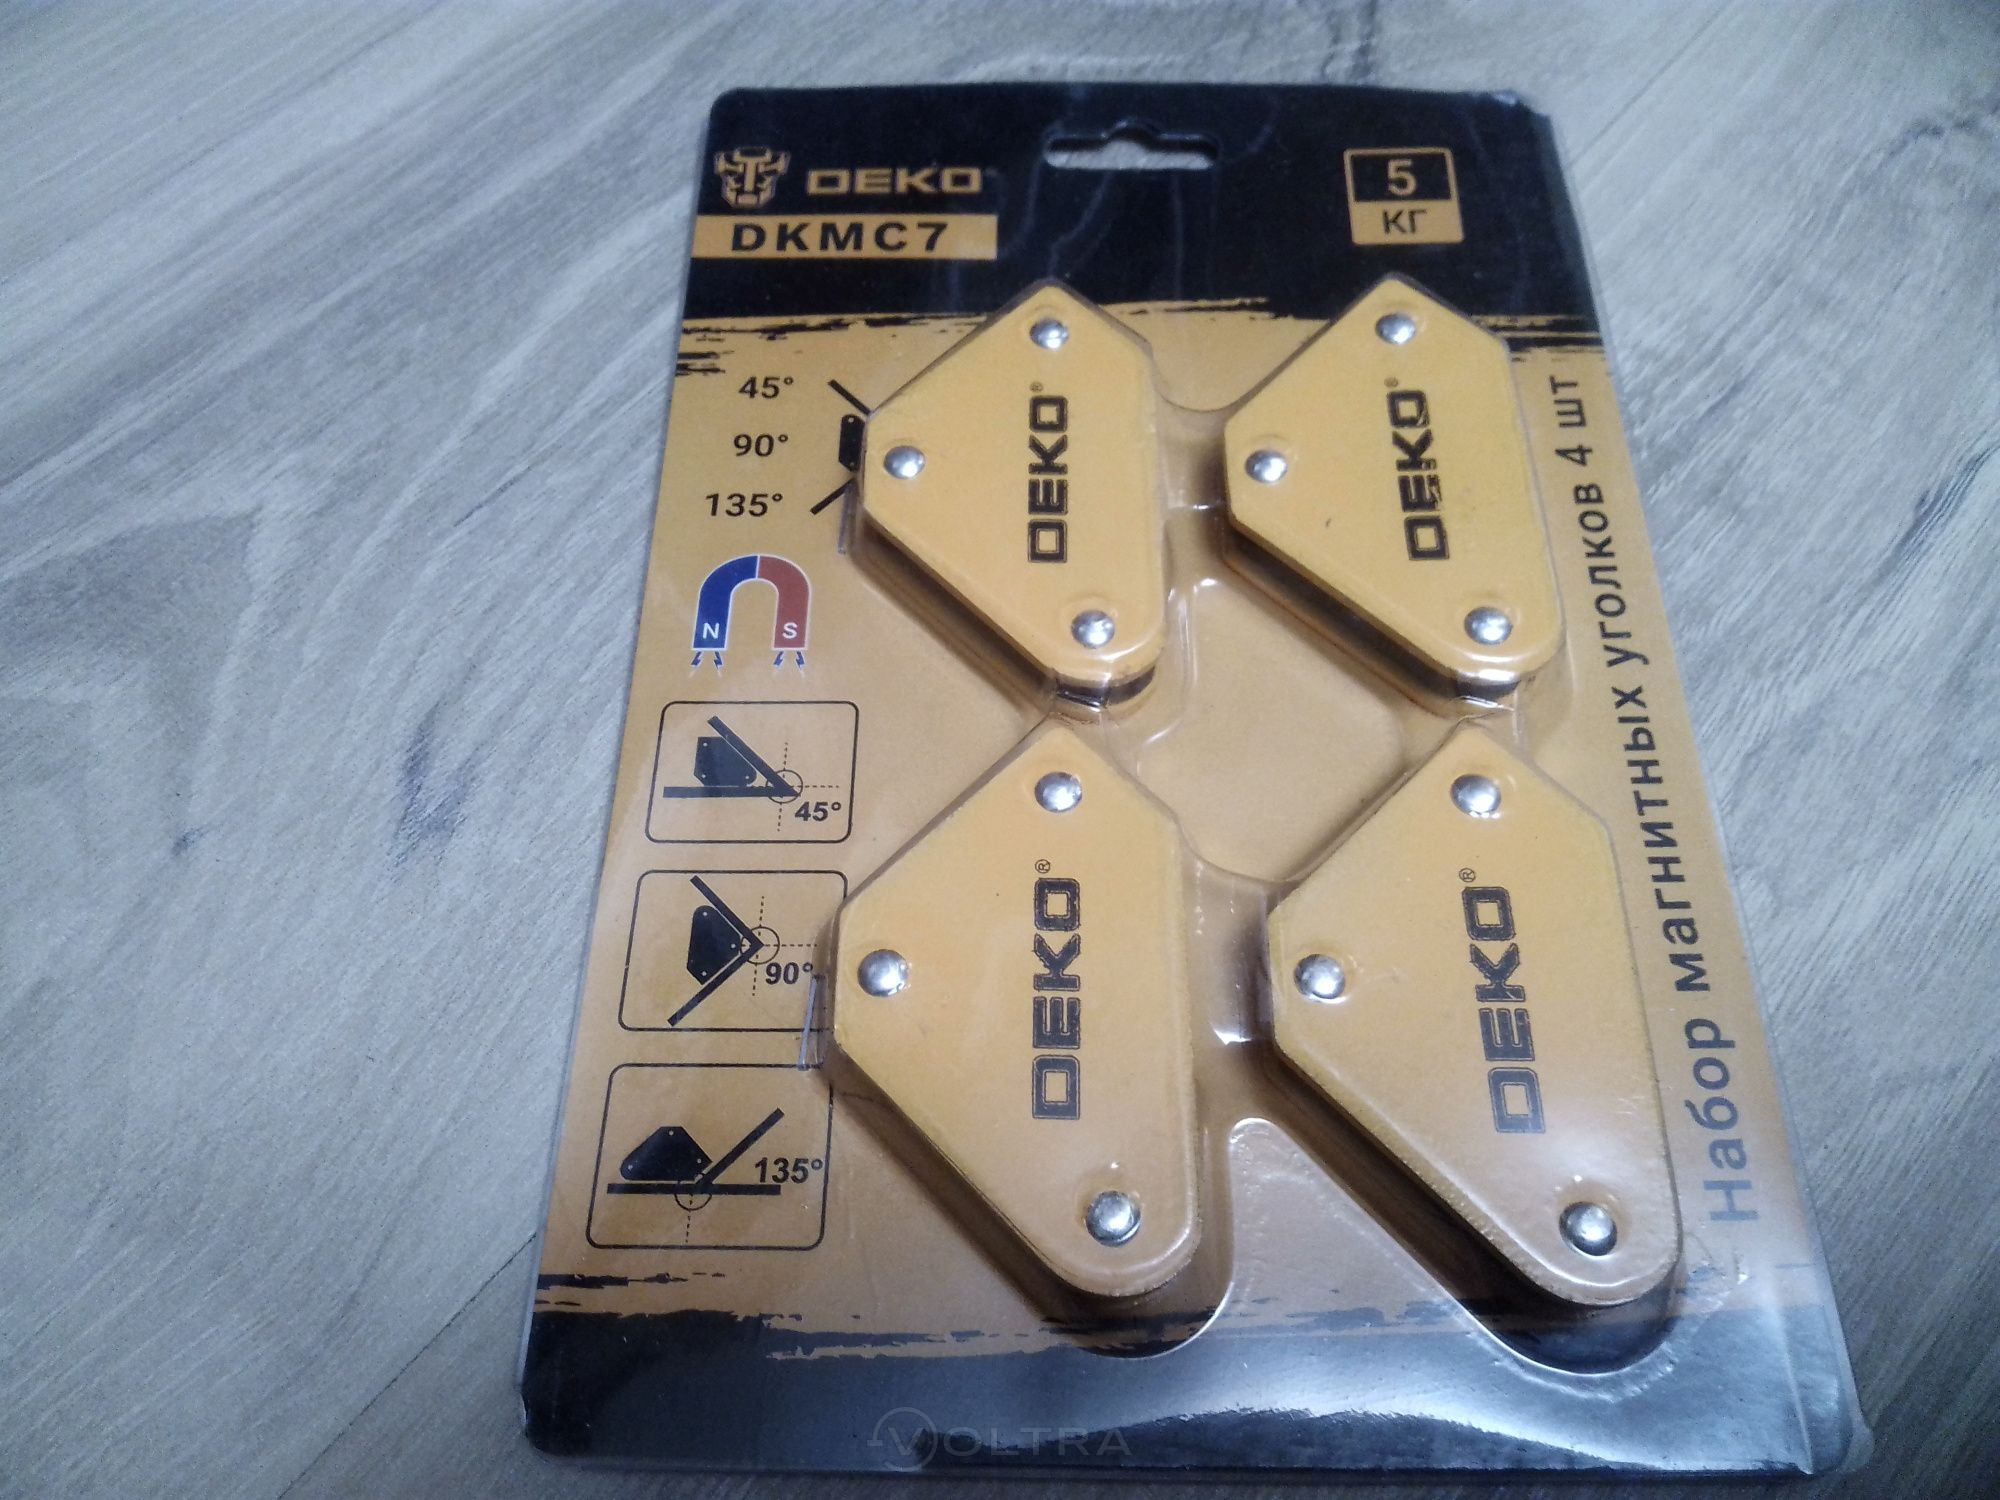 DEKO
DKMC7
5
КГ
45°
90°
135°
N S
45°
90°
135°
DEKO®
DEKO®
DEKO®
DEKO®
Набор магнитных уголков 4 шт
VOLTRA